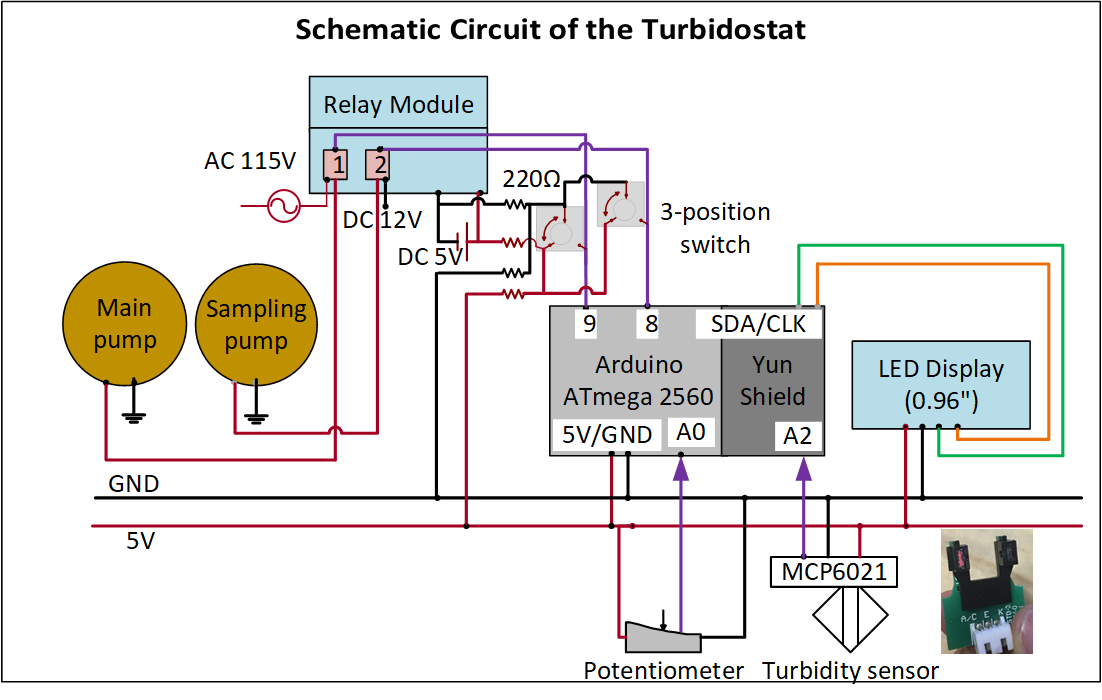 Schematic Circuit of the Turbidostat
Relay Module
AC 115V
1
2
220Ω
DC 12V
3-position
switch
DC 5V
Main
pump
Sampling
pump
9
8
SDA/CLK
Arduino
ATmega 2560
Yun
Shield
LED Display
(0.96")
5V/GND
A0
A2
GND
5V
MCP6021
A/C E K
Potentiometer
Turbidity sensor